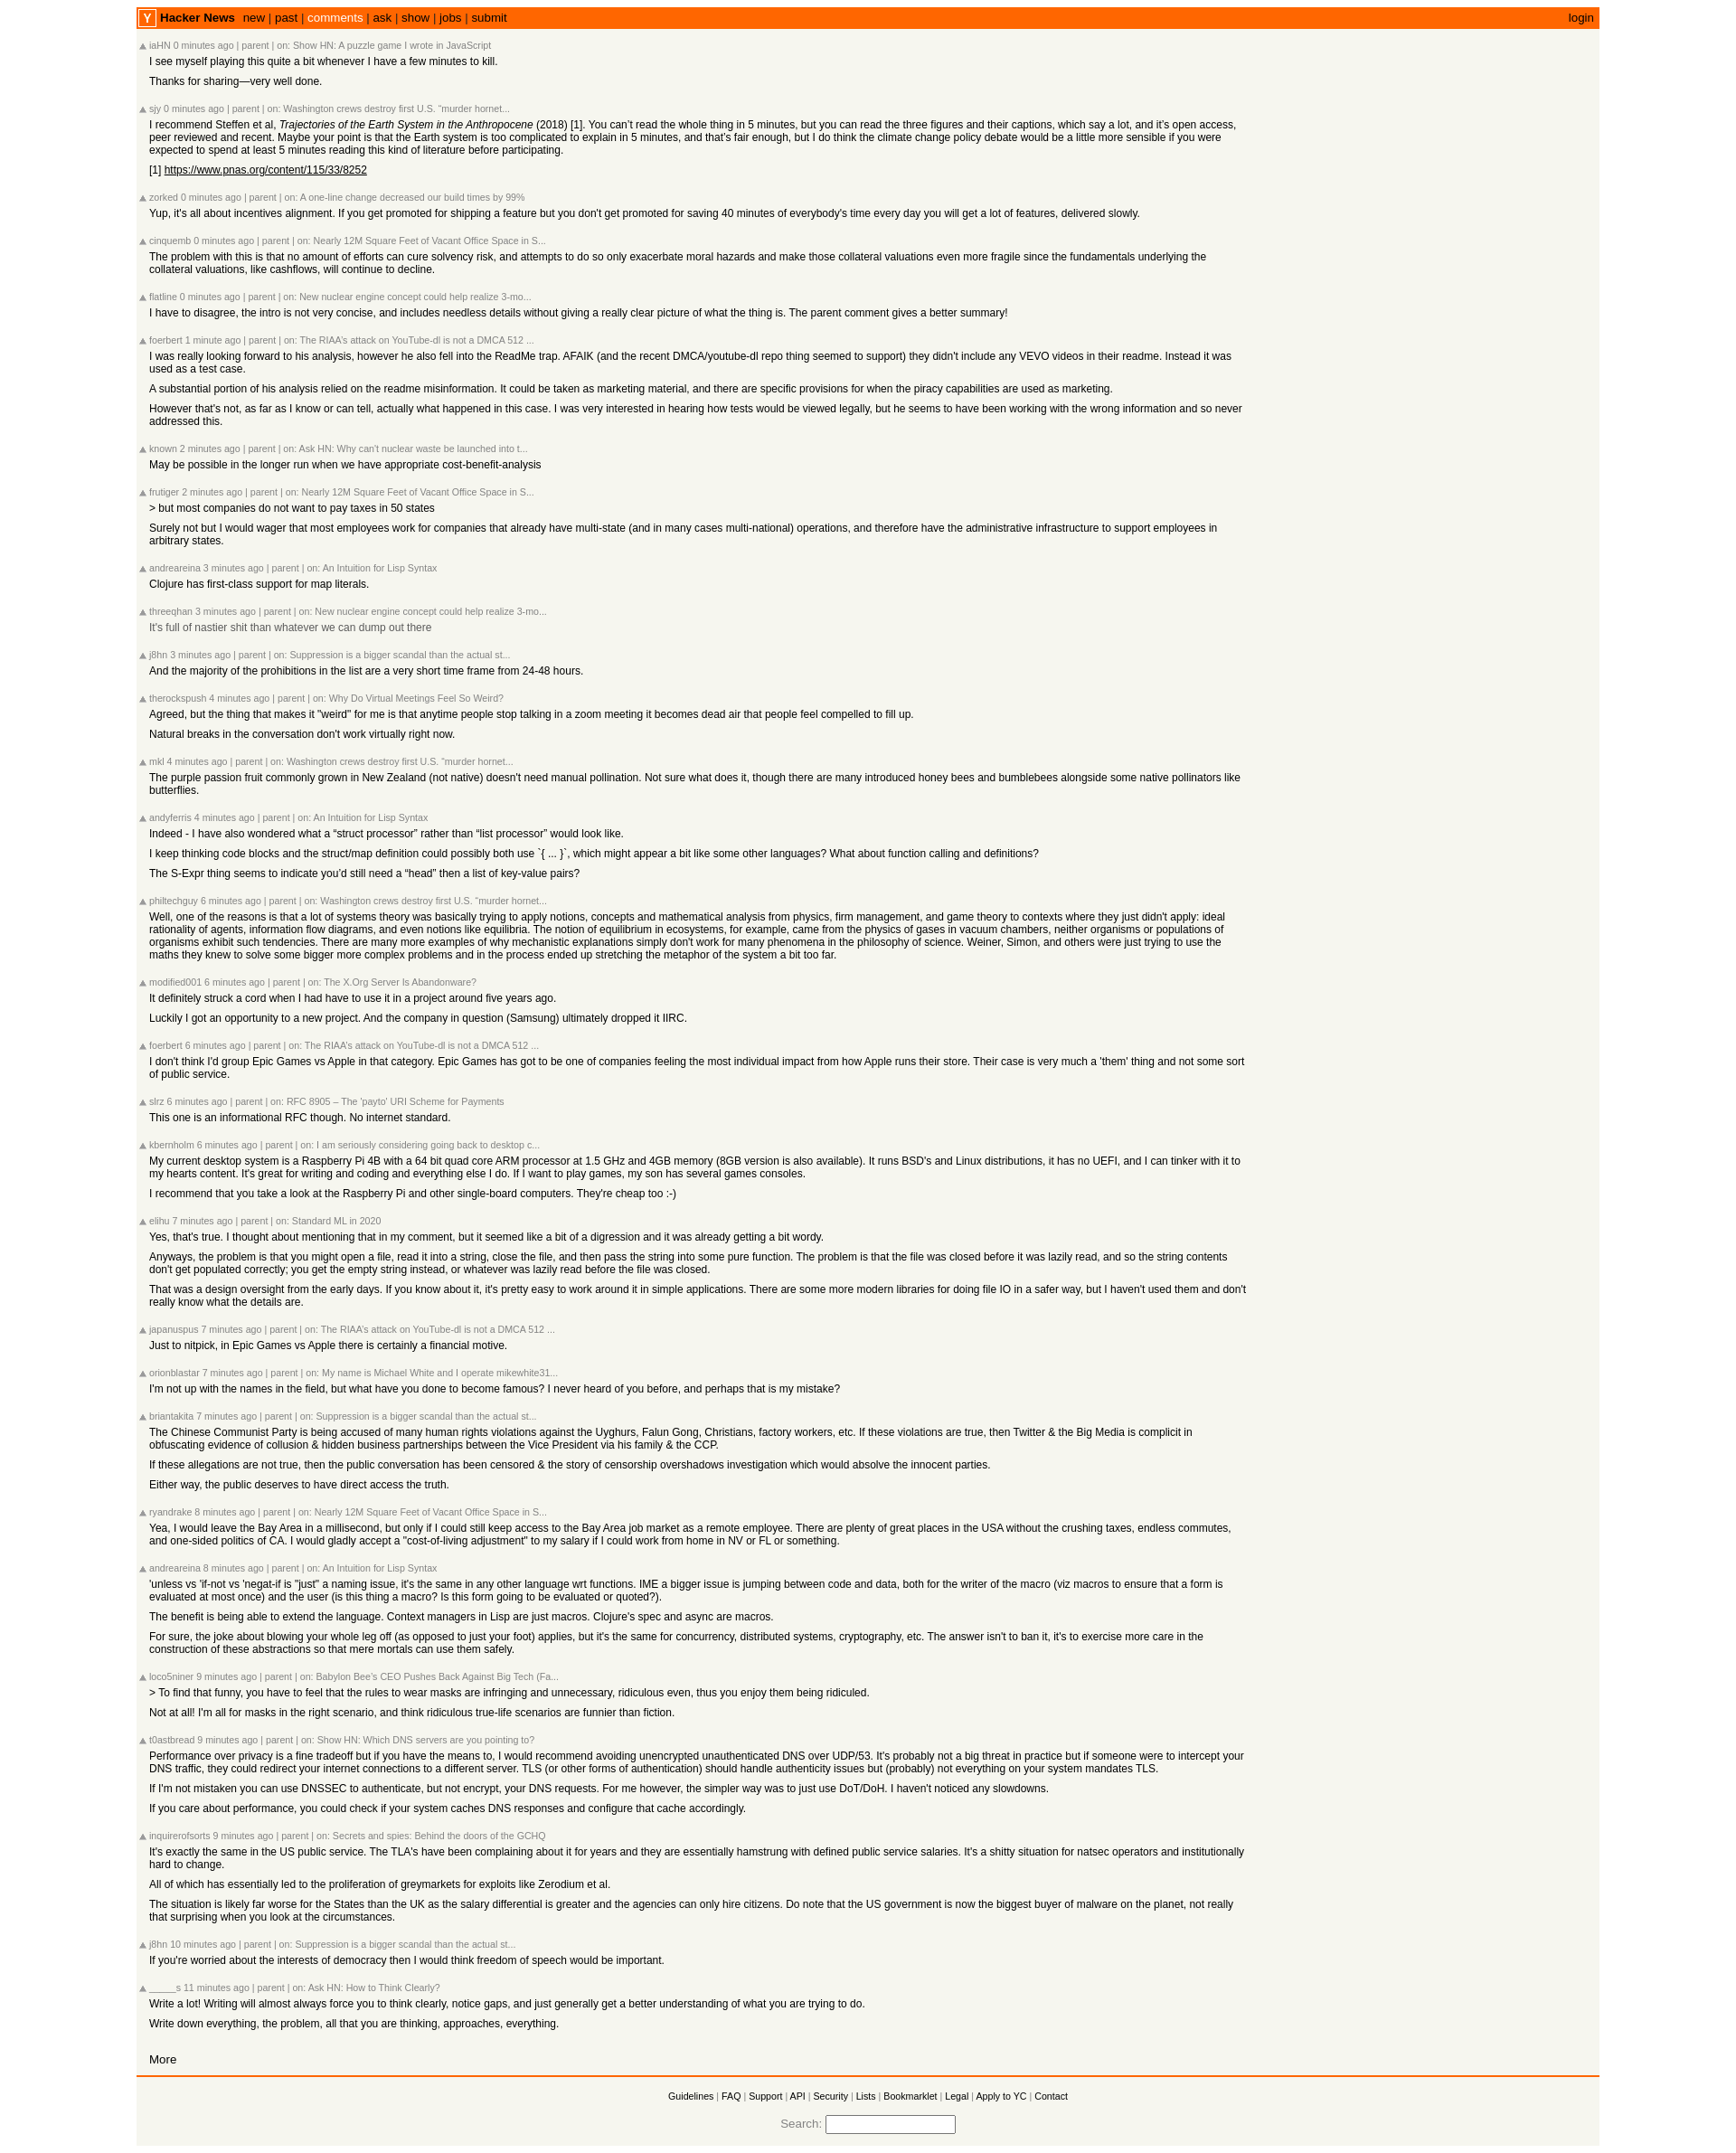 Y Hacker News new | past | comments | ask | show | jobs | submit login
iaHN 0 minutes ago | parent | on: Show HN: A puzzle game I wrote in JavaScript
I see myself playing this quite a bit whenever I have a few minutes to kill.
Thanks for sharing—very well done.
sjy 0 minutes ago | parent | on: Washington crews destroy first U.S. “murder hornet...
I recommend Steffen et al, Trajectories of the Earth System in the Anthropocene (2018) [1]. You can’t read the whole thing in 5 minutes, but you can read the three figures and their captions, which say a lot, and it’s open access,
peer reviewed and recent. Maybe your point is that the Earth system is too complicated to explain in 5 minutes, and that’s fair enough, but I do think the climate change policy debate would be a little more sensible if you were
expected to spend at least 5 minutes reading this kind of literature before participating.
[1] https://www.pnas.org/content/115/33/8252
zorked 0 minutes ago | parent | on: A one-line change decreased our build times by 99%
Yup, it's all about incentives alignment. If you get promoted for shipping a feature but you don't get promoted for saving 40 minutes of everybody's time every day you will get a lot of features, delivered slowly.
cinquemb 0 minutes ago | parent | on: Nearly 12M Square Feet of Vacant Office Space in S...
The problem with this is that no amount of efforts can cure solvency risk, and attempts to do so only exacerbate moral hazards and make those collateral valuations even more fragile since the fundamentals underlying the
collateral valuations, like cashflows, will continue to decline.
flatline 0 minutes ago | parent | on: New nuclear engine concept could help realize 3-mo...
I have to disagree, the intro is not very concise, and includes needless details without giving a really clear picture of what the thing is. The parent comment gives a better summary!
foerbert 1 minute ago | parent | on: The RIAA's attack on YouTube-dl is not a DMCA 512 ...
I was really looking forward to his analysis, however he also fell into the ReadMe trap. AFAIK (and the recent DMCA/youtube-dl repo thing seemed to support) they didn't include any VEVO videos in their readme. Instead it was
used as a test case.
A substantial portion of his analysis relied on the readme misinformation. It could be taken as marketing material, and there are specific provisions for when the piracy capabilities are used as marketing.
However that's not, as far as I know or can tell, actually what happened in this case. I was very interested in hearing how tests would be viewed legally, but he seems to have been working with the wrong information and so never
addressed this.
known 2 minutes ago | parent | on: Ask HN: Why can't nuclear waste be launched into t...
May be possible in the longer run when we have appropriate cost-benefit-analysis
frutiger 2 minutes ago | parent | on: Nearly 12M Square Feet of Vacant Office Space in S...
> but most companies do not want to pay taxes in 50 states
Surely not but I would wager that most employees work for companies that already have multi-state (and in many cases multi-national) operations, and therefore have the administrative infrastructure to support employees in
arbitrary states.
andreareina 3 minutes ago | parent | on: An Intuition for Lisp Syntax
Clojure has first-class support for map literals.
threeqhan 3 minutes ago | parent | on: New nuclear engine concept could help realize 3-mo...
It's full of nastier shit than whatever we can dump out there
j8hn 3 minutes ago | parent | on: Suppression is a bigger scandal than the actual st...
And the majority of the prohibitions in the list are a very short time frame from 24-48 hours.
therockspush 4 minutes ago | parent | on: Why Do Virtual Meetings Feel So Weird?
Agreed, but the thing that makes it "weird" for me is that anytime people stop talking in a zoom meeting it becomes dead air that people feel compelled to fill up.
Natural breaks in the conversation don't work virtually right now.
mkl 4 minutes ago | parent | on: Washington crews destroy first U.S. “murder hornet...
The purple passion fruit commonly grown in New Zealand (not native) doesn't need manual pollination. Not sure what does it, though there are many introduced honey bees and bumblebees alongside some native pollinators like
butterflies.
andyferris 4 minutes ago | parent | on: An Intuition for Lisp Syntax
Indeed - I have also wondered what a “struct processor” rather than “list processor” would look like.
I keep thinking code blocks and the struct/map definition could possibly both use `{ ... }`, which might appear a bit like some other languages? What about function calling and definitions?
The S-Expr thing seems to indicate you’d still need a “head” then a list of key-value pairs?
philtechguy 6 minutes ago | parent | on: Washington crews destroy first U.S. “murder hornet...
Well, one of the reasons is that a lot of systems theory was basically trying to apply notions, concepts and mathematical analysis from physics, firm management, and game theory to contexts where they just didn't apply: ideal
rationality of agents, information flow diagrams, and even notions like equilibria. The notion of equilibrium in ecosystems, for example, came from the physics of gases in vacuum chambers, neither organisms or populations of
organisms exhibit such tendencies. There are many more examples of why mechanistic explanations simply don't work for many phenomena in the philosophy of science. Weiner, Simon, and others were just trying to use the
maths they knew to solve some bigger more complex problems and in the process ended up stretching the metaphor of the system a bit too far.
modified001 6 minutes ago | parent | on: The X.Org Server Is Abandonware?
It definitely struck a cord when I had have to use it in a project around five years ago.
Luckily I got an opportunity to a new project. And the company in question (Samsung) ultimately dropped it IIRC.
foerbert 6 minutes ago | parent | on: The RIAA's attack on YouTube-dl is not a DMCA 512 ...
I don't think I'd group Epic Games vs Apple in that category. Epic Games has got to be one of companies feeling the most individual impact from how Apple runs their store. Their case is very much a 'them' thing and not some sort
of public service.
slrz 6 minutes ago | parent | on: RFC 8905 – The 'payto' URI Scheme for Payments
This one is an informational RFC though. No internet standard.
kbernholm 6 minutes ago | parent | on: I am seriously considering going back to desktop c...
My current desktop system is a Raspberry Pi 4B with a 64 bit quad core ARM processor at 1.5 GHz and 4GB memory (8GB version is also available). It runs BSD's and Linux distributions, it has no UEFI, and I can tinker with it to
my hearts content. It's great for writing and coding and everything else I do. If I want to play games, my son has several games consoles.
I recommend that you take a look at the Raspberry Pi and other single-board computers. They're cheap too :-)
elihu 7 minutes ago | parent | on: Standard ML in 2020
Yes, that's true. I thought about mentioning that in my comment, but it seemed like a bit of a digression and it was already getting a bit wordy.
Anyways, the problem is that you might open a file, read it into a string, close the file, and then pass the string into some pure function. The problem is that the file was closed before it was lazily read, and so the string contents
don't get populated correctly; you get the empty string instead, or whatever was lazily read before the file was closed.
That was a design oversight from the early days. If you know about it, it's pretty easy to work around it in simple applications. There are some more modern libraries for doing file IO in a safer way, but I haven't used them and don't
really know what the details are.
japanuspus 7 minutes ago | parent | on: The RIAA's attack on YouTube-dl is not a DMCA 512 ...
Just to nitpick, in Epic Games vs Apple there is certainly a financial motive.
orionblastar 7 minutes ago | parent | on: My name is Michael White and I operate mikewhite31...
I'm not up with the names in the field, but what have you done to become famous? I never heard of you before, and perhaps that is my mistake?
briantakita 7 minutes ago | parent | on: Suppression is a bigger scandal than the actual st...
The Chinese Communist Party is being accused of many human rights violations against the Uyghurs, Falun Gong, Christians, factory workers, etc. If these violations are true, then Twitter & the Big Media is complicit in
obfuscating evidence of collusion & hidden business partnerships between the Vice President via his family & the CCP.
If these allegations are not true, then the public conversation has been censored & the story of censorship overshadows investigation which would absolve the innocent parties.
Either way, the public deserves to have direct access the truth.
ryandrake 8 minutes ago | parent | on: Nearly 12M Square Feet of Vacant Office Space in S...
Yea, I would leave the Bay Area in a millisecond, but only if I could still keep access to the Bay Area job market as a remote employee. There are plenty of great places in the USA without the crushing taxes, endless commutes,
and one-sided politics of CA. I would gladly accept a "cost-of-living adjustment" to my salary if I could work from home in NV or FL or something.
andreareina 8 minutes ago | parent | on: An Intuition for Lisp Syntax
'unless vs 'if-not vs 'negat-if is "just" a naming issue, it's the same in any other language wrt functions. IME a bigger issue is jumping between code and data, both for the writer of the macro (viz macros to ensure that a form is
evaluated at most once) and the user (is this thing a macro? Is this form going to be evaluated or quoted?).
The benefit is being able to extend the language. Context managers in Lisp are just macros. Clojure's spec and async are macros.
For sure, the joke about blowing your whole leg off (as opposed to just your foot) applies, but it's the same for concurrency, distributed systems, cryptography, etc. The answer isn't to ban it, it's to exercise more care in the
construction of these abstractions so that mere mortals can use them safely.
loco5niner 9 minutes ago | parent | on: Babylon Bee's CEO Pushes Back Against Big Tech (Fa...
> To find that funny, you have to feel that the rules to wear masks are infringing and unnecessary, ridiculous even, thus you enjoy them being ridiculed.
Not at all! I'm all for masks in the right scenario, and think ridiculous true-life scenarios are funnier than fiction.
t0astbread 9 minutes ago | parent | on: Show HN: Which DNS servers are you pointing to?
Performance over privacy is a fine tradeoff but if you have the means to, I would recommend avoiding unencrypted unauthenticated DNS over UDP/53. It's probably not a big threat in practice but if someone were to intercept your
DNS traffic, they could redirect your internet connections to a different server. TLS (or other forms of authentication) should handle authenticity issues but (probably) not everything on your system mandates TLS.
If I'm not mistaken you can use DNSSEC to authenticate, but not encrypt, your DNS requests. For me however, the simpler way was to just use DoT/DoH. I haven't noticed any slowdowns.
If you care about performance, you could check if your system caches DNS responses and configure that cache accordingly.
inquirerofsorts 9 minutes ago | parent | on: Secrets and spies: Behind the doors of the GCHQ
It's exactly the same in the US public service. The TLA's have been complaining about it for years and they are essentially hamstrung with defined public service salaries. It's a shitty situation for natsec operators and institutionally
hard to change.
All of which has essentially led to the proliferation of greymarkets for exploits like Zerodium et al.
The situation is likely far worse for the States than the UK as the salary differential is greater and the agencies can only hire citizens. Do note that the US government is now the biggest buyer of malware on the planet, not really
that surprising when you look at the circumstances.
j8hn 10 minutes ago | parent | on: Suppression is a bigger scandal than the actual st...
If you're worried about the interests of democracy then I would think freedom of speech would be important.
_____s 11 minutes ago | parent | on: Ask HN: How to Think Clearly?
Write a lot! Writing will almost always force you to think clearly, notice gaps, and just generally get a better understanding of what you are trying to do.
Write down everything, the problem, all that you are thinking, approaches, everything.
More
Guidelines | FAQ | Support | API | Security | Lists | Bookmarklet | Legal | Apply to YC | Contact
Search: